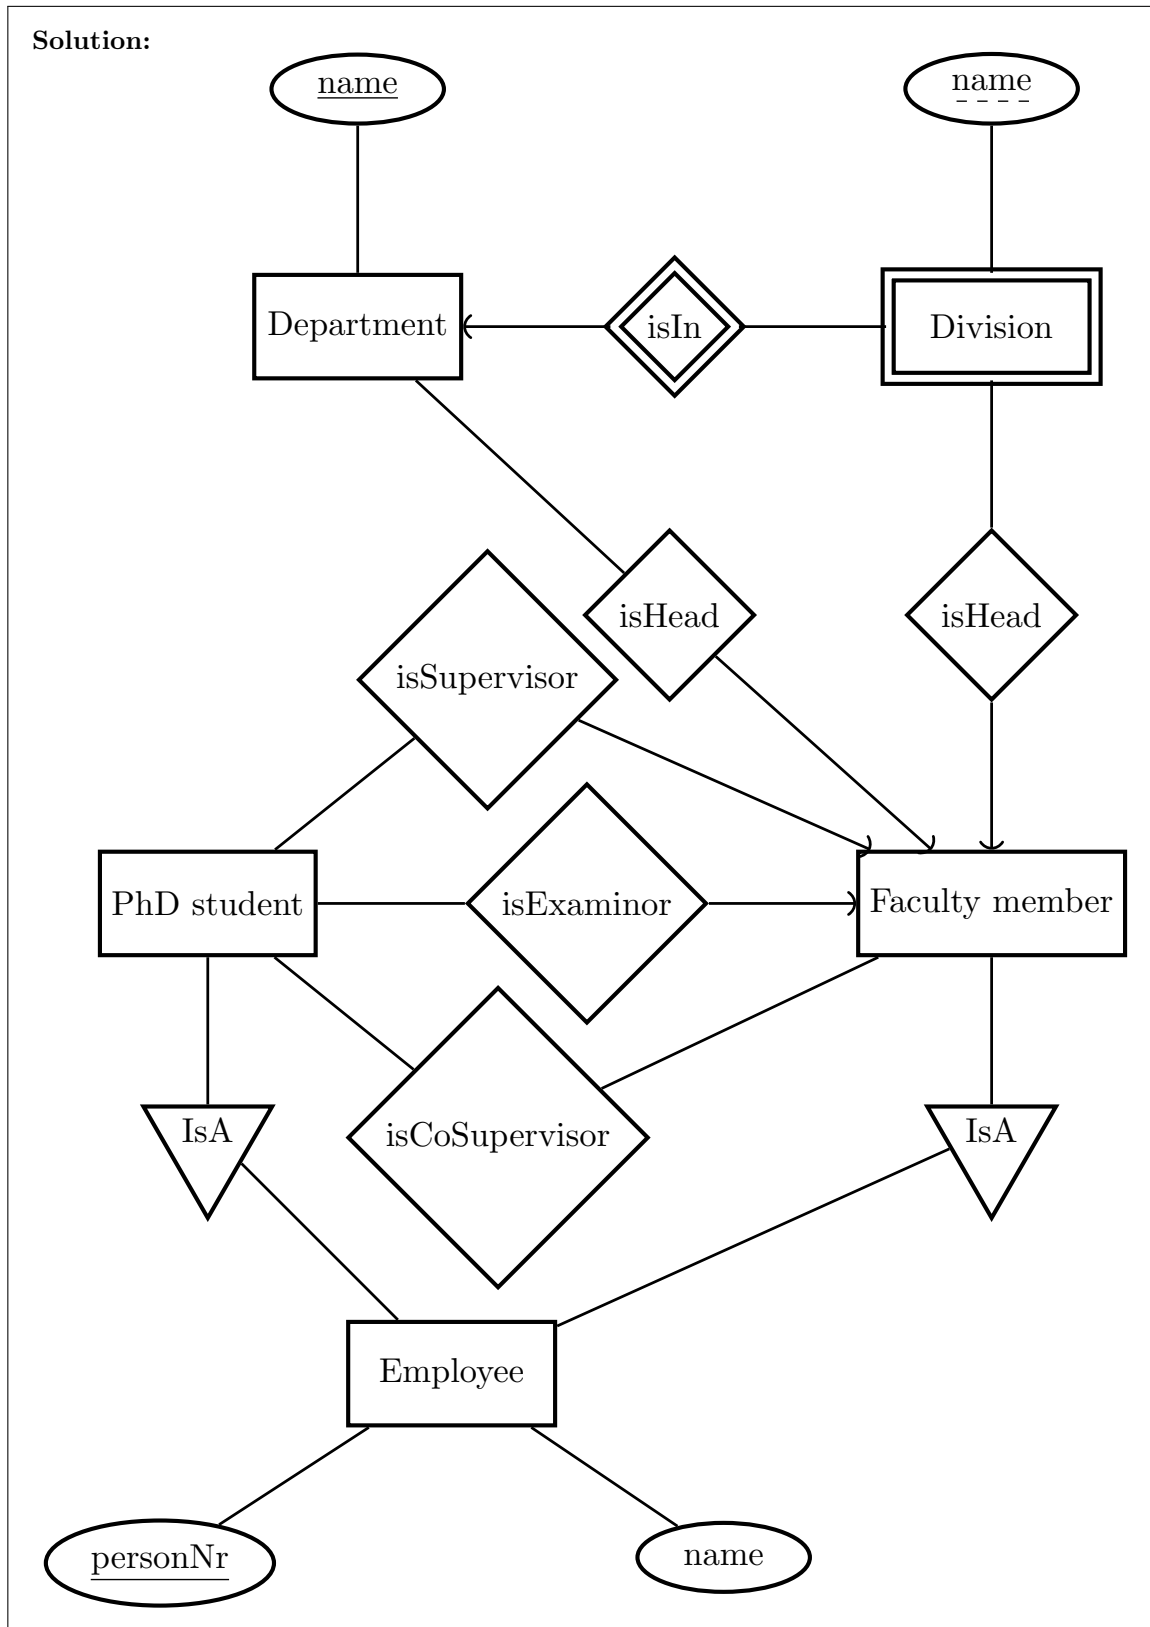 Solution:
name
name
Department
isIn
Division
isHead
isHead
isSupervisor
PhD student
isExaminor
Faculty member
IsA
isCoSupervisor
IsA
Employee
personNr
name